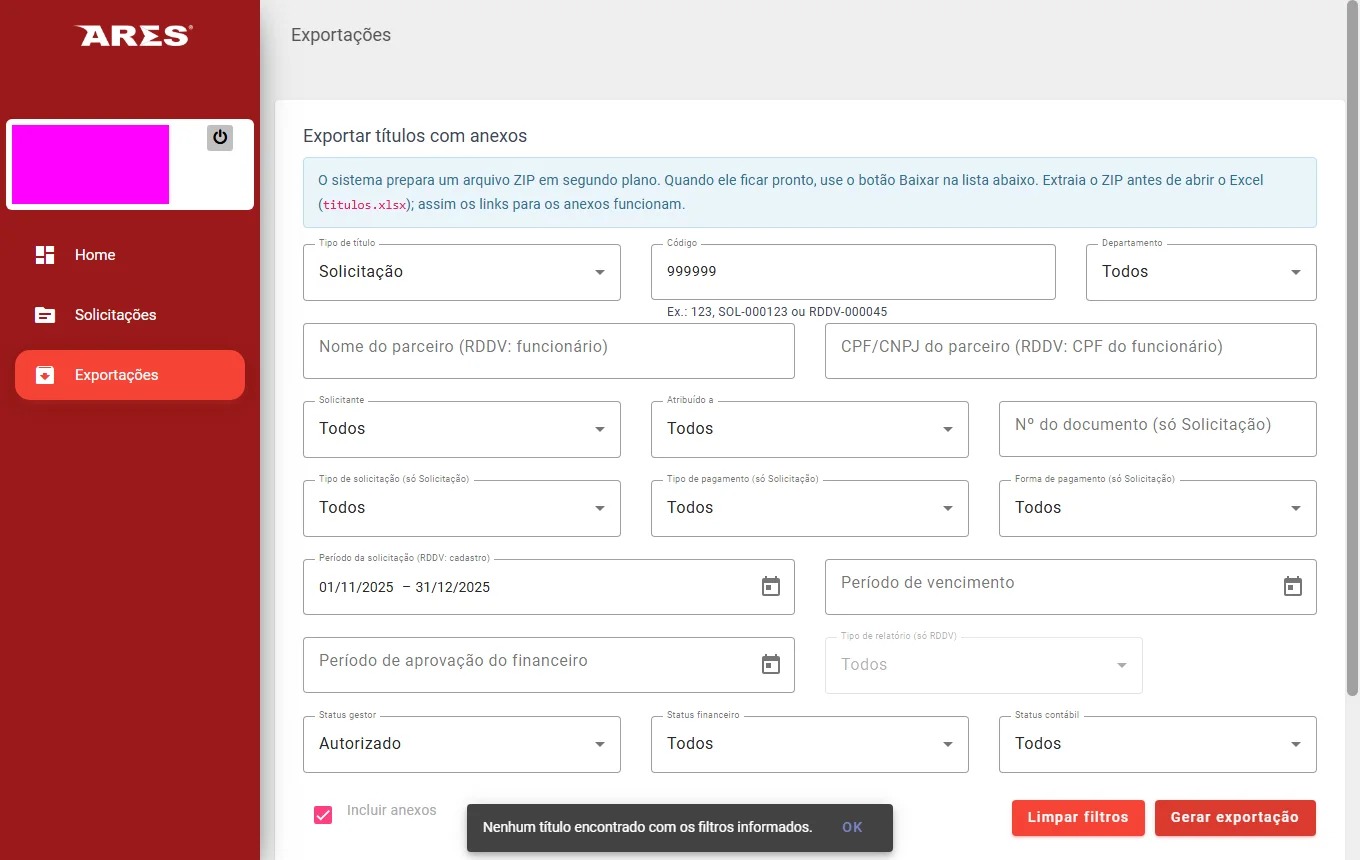 ARES
Exportações
Exportar títulos com anexos
O sistema prepara um arquivo ZIP em segundo plano. Quando ele ficar pronto, use o botão Baixar na lista abaixo. Extraia o ZIP antes de abrir o Excel
(titulos.xlsx); assim os links para os anexos funcionam.
Home
Solicitações
Exportações
Tipo de título
Solicitação
Código
999999
Ex.: 123, SOL-000123 ou RDDV-000045
Departamento
Todos
Nome do parceiro (RDDV: funcionário)
CPF/CNPJ do parceiro (RDDV: CPF do funcionário)
Solicitante
Todos
Atribuído a
Todos
Nº do documento (só Solicitação)
Tipo de solicitação (só Solicitação)
Todos
Tipo de pagamento (só Solicitação)
Todos
Forma de pagamento (só Solicitação)
Todos
Período da solicitação (RDDV: cadastro)
01/11/2025 – 31/12/2025
Período de vencimento
Período de aprovação do financeiro
Tipo de relatório (só RDDV)
Todos
Status gestor
Autorizado
Status financeiro
Todos
Status contábil
Todos
Incluir anexos
Nenhum título encontrado com os filtros informados. OK
Limpar filtros
Gerar exportação